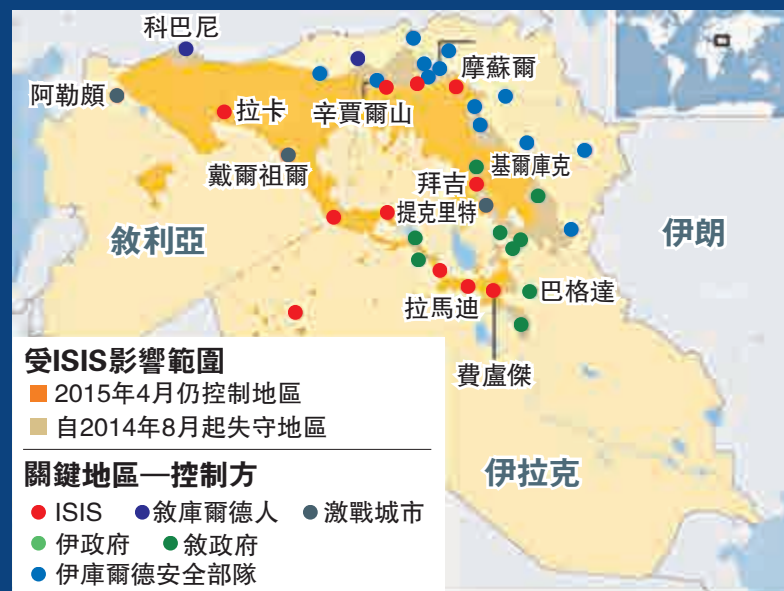 科巴尼
阿勒頗
拉卡
辛賈爾山
摩蘇爾
戴爾祖爾
基爾庫克
拜吉
提克里特
敘利亞
伊朗
拉馬迪
巴格達
費盧傑
伊拉克
受ISIS影響範圍
2015年4月仍控制地區
自2014年8月起失守地區
關鍵地區—控制方
ISIS 敘庫爾德人 激戰城市
伊政府 敘政府
伊庫爾德安全部隊